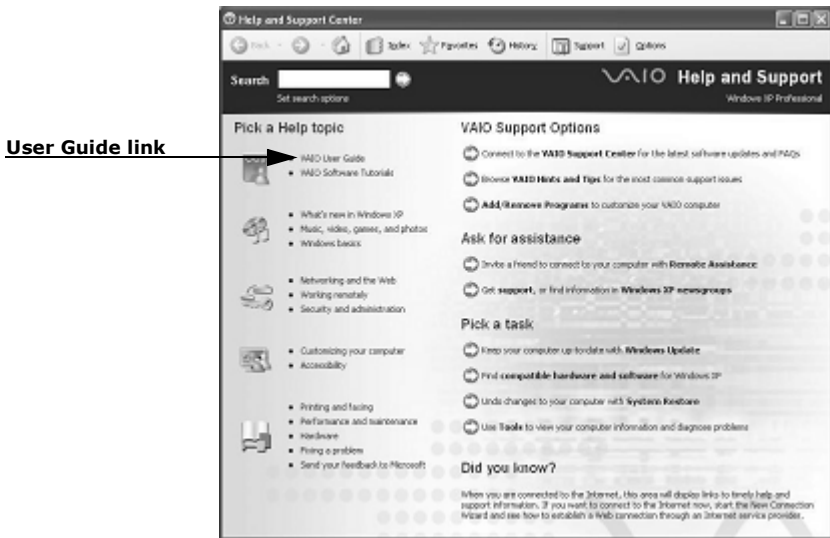 Help and Support Center
Back
Index
Favorites
History
Support
Options
Search
Set search options
VAIO Help and Support
Windows XP Professional
User Guide link
Pick a Help topic
VAIO User Guide
VAIO Software Tutorials
What's new in Windows XP
Music, video, games, and photos
Windows basics
Networking and the Web
Working remotely
Security and administration
Customizing your computer
Accessibility
Printing and faxing
Performance and maintenance
Hardware
Fixing a problem
Send your feedback to Microsoft
VAIO Support Options
Connect to the VAIO Support Center for the latest software updates and FAQs
Browse VAIO Hints and Tips for the most common support issues
Add/Remove Programs to customize your VAIO computer
Ask for assistance
Invite a friend to connect to your computer with Remote Assistance
Get support, or find information in Windows XP newsgroups
Pick a task
Keep your computer up-to-date with Windows Update
Find compatible hardware and software for Windows XP
Undo changes to your computer with System Restore
Use Tools to view your computer information and diagnose problems
Did you know?
When you are connected to the Internet, this area will display links to timely help and
support information. If you want to connect to the Internet now, start the New Connection
Wizard and see how to establish a Web connection through an Internet service provider.